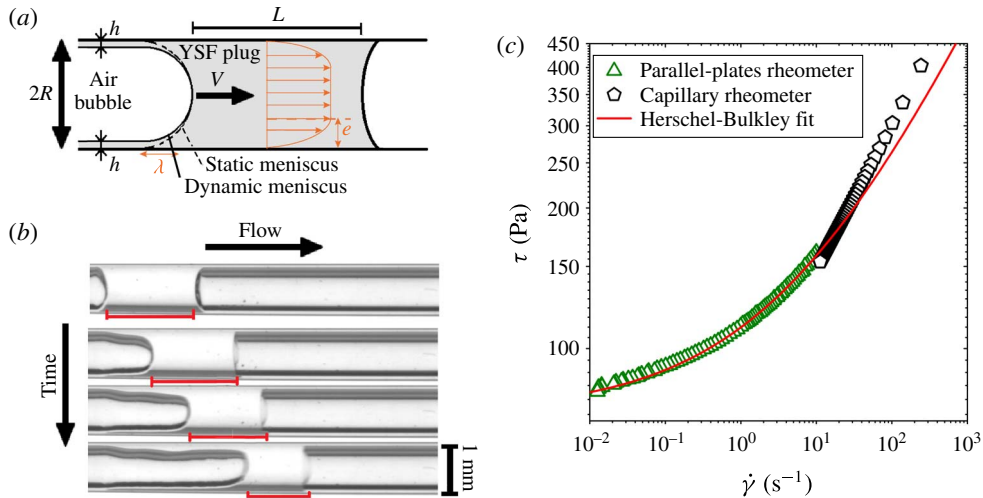 (a)
L
h
YSF plug
2R
Air
bubble
V
e
h
λ
Static meniscus
Dynamic meniscus
(b)
Flow
Time
1 mm
(c)
450
400
350
300
250
200
150
100
τ (Pa)
Parallel-plates rheometer
Capillary rheometer
Herschel-Bulkley fit
10⁻² 10⁻¹ 10⁰ 10¹ 10² 10³
γ̇ (s⁻¹)